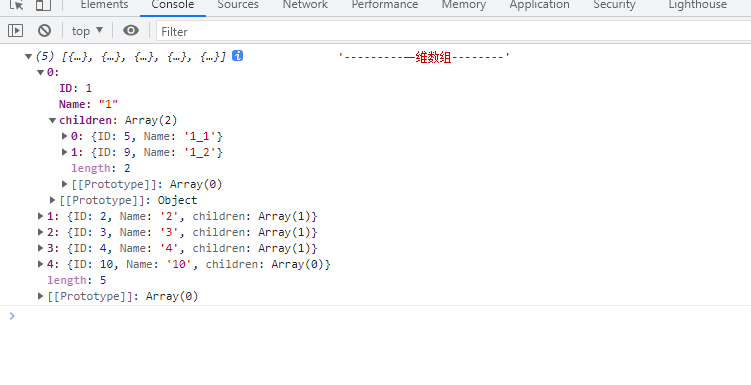 Elements Console Sources Network Performance Memory Application Security Lighthouse
top ▼ Filter
▼(5) [{…}, {…}, {…}, {…}, {…}] i '----------一维数组--------'
▼0:
ID: 1
Name: "1"
▼children: Array(2)
▶0: {ID: 5, Name: '1_1'}
▶1: {ID: 9, Name: '1_2'}
length: 2
▶[[Prototype]]: Array(0)
▶[[Prototype]]: Object
▶1: {ID: 2, Name: '2', children: Array(1)}
▶2: {ID: 3, Name: '3', children: Array(1)}
▶3: {ID: 4, Name: '4', children: Array(1)}
▶4: {ID: 10, Name: '10', children: Array(0)}
length: 5
▶[[Prototype]]: Array(0)
>